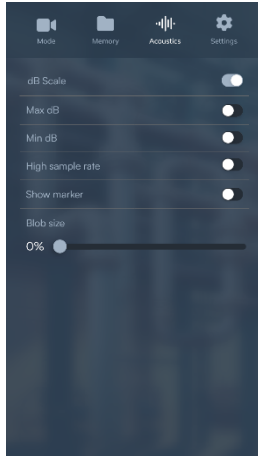 Mode Memory Acoustics Settings
dB Scale
Max dB
Min dB
High sample rate
Show marker
Blob size
0%